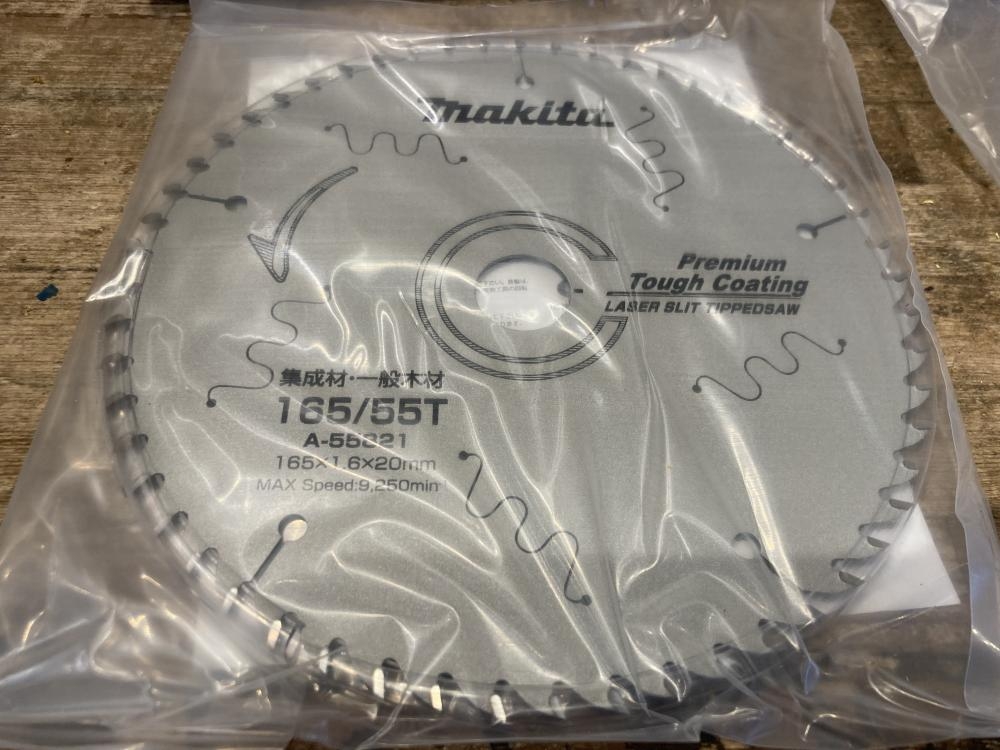 makita
Premium
Tough Coating
LASER SLIT TIPPEDSAW
集成材・一般木材
165/55T
A-55821
165×1.6×20mm
MAX Speed:9,250min